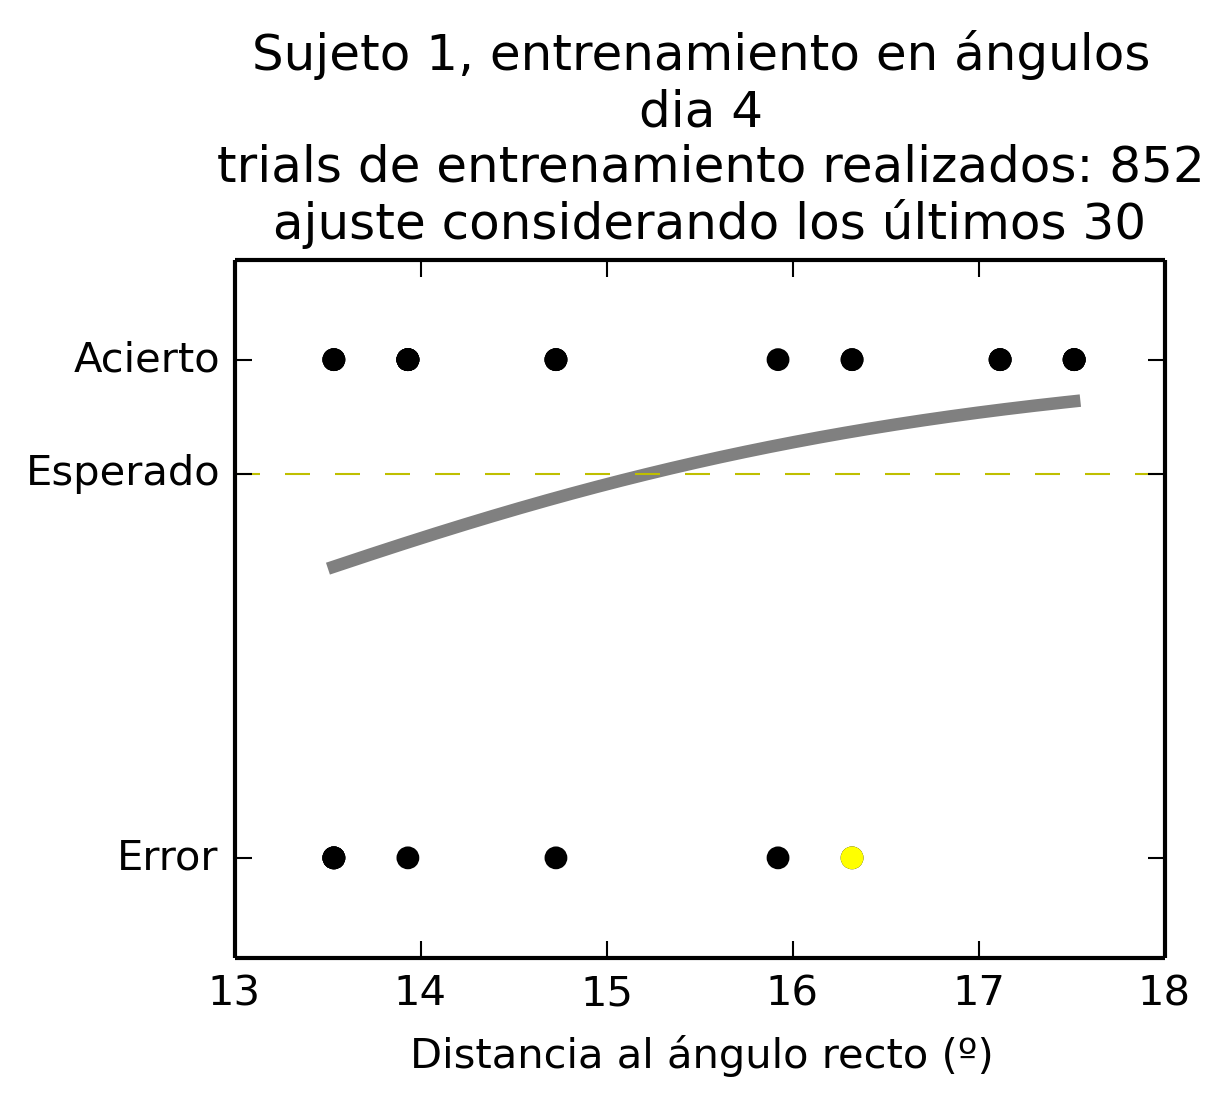 Sujeto 1, entrenamiento en ángulos
dia 4
trials de entrenamiento realizados: 852
ajuste considerando los últimos 30
Acierto
Esperado
Error
13 14 15 16 17 18
Distancia al ángulo recto (º)